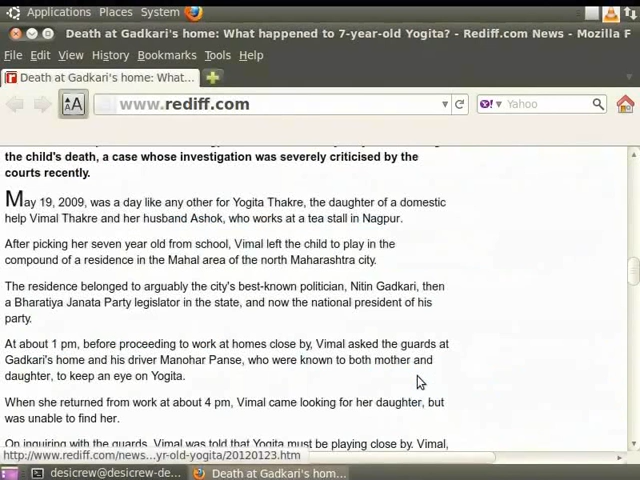 Applications Places System
Death at Gadkari's home: What happened to 7-year-old Yogita? - Rediff.com News - Mozilla F
File Edit View History Bookmarks Tools Help
Death at Gadkari's home: What...
www.rediff.com
Yahoo
the child's death, a case whose investigation was severely criticised by the
courts recently.
May 19, 2009, was a day like any other for Yogita Thakre, the daughter of a domestic
help Vimal Thakre and her husband Ashok, who works at a tea stall in Nagpur.
After picking her seven year old from school, Vimal left the child to play in the
compound of a residence in the Mahal area of the north Maharashtra city.
The residence belonged to arguably the city's best-known politician, Nitin Gadkari, then
a Bharatiya Janata Party legislator in the state, and now the national president of his
party.
At about 1 pm, before proceeding to work at homes close by, Vimal asked the guards at
Gadkari's home and his driver Manohar Panse, who were known to both mother and
daughter, to keep an eye on Yogita.
When she returned from work at about 4 pm, Vimal came looking for her daughter, but
was unable to find her.
On inquiring with the guards, Vimal was told that Yogita must be playing close by. Vimal,
http://www.rediff.com/news...yr-old-yogita/20120123.htm
desicrew@desicrew-de...
Death at Gadkari's hom...